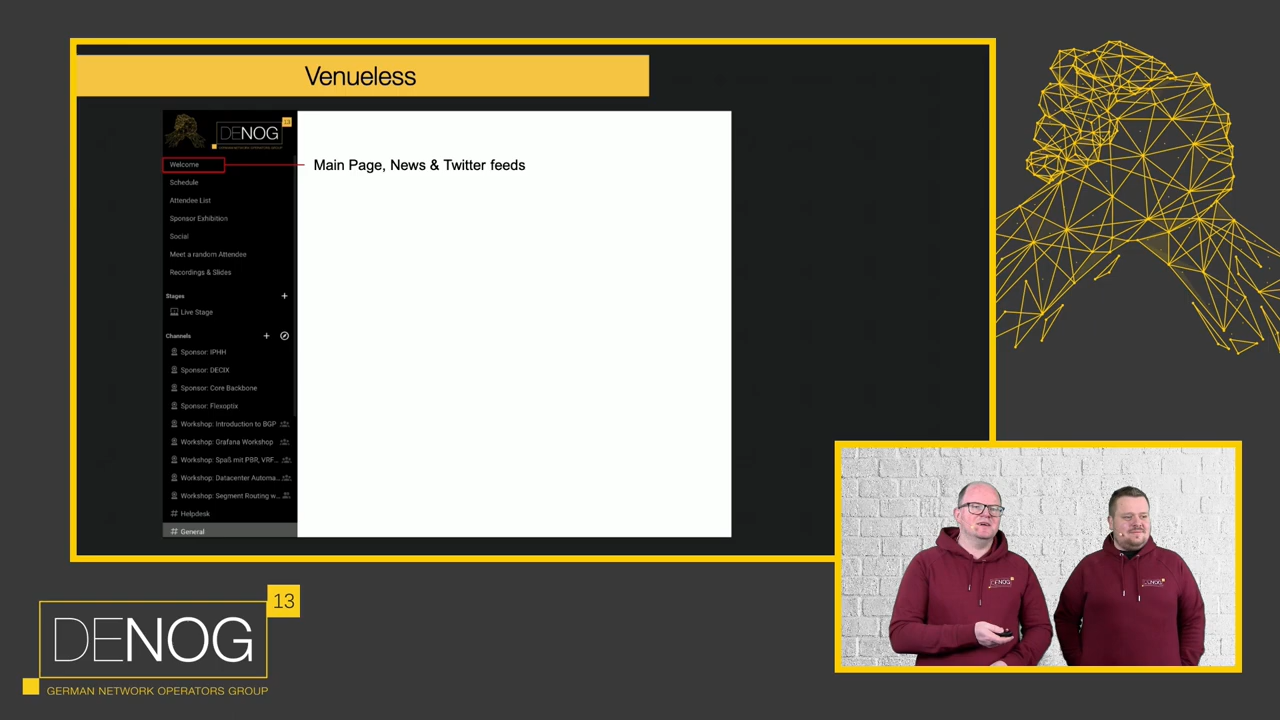 Venueless
DENOG
13
Welcome
Main Page, News & Twitter feeds
Schedule
Attendee List
Sponsor Exhibition
Social
Meet a random Attendee
Recordings & Slides
Stages
Live Stage
Channels
Sponsor: IPHH
Sponsor: DECIX
Sponsor: Core Backbone
Sponsor: Flexoptix
Workshop: Introduction to BGP
Workshop: Grafana Workshop
Workshop: Spaß mit PBR, VRF...
Workshop: Datacenter Automa...
Workshop: Segment Routing w...
# Helpdesk
# General
DENOG
13
GERMAN NETWORK OPERATORS GROUP
DENOG